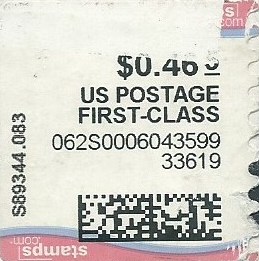 $0.46
US POSTAGE
FIRST-CLASS
062S0006043599
33619
S89344.083
stamps
.com